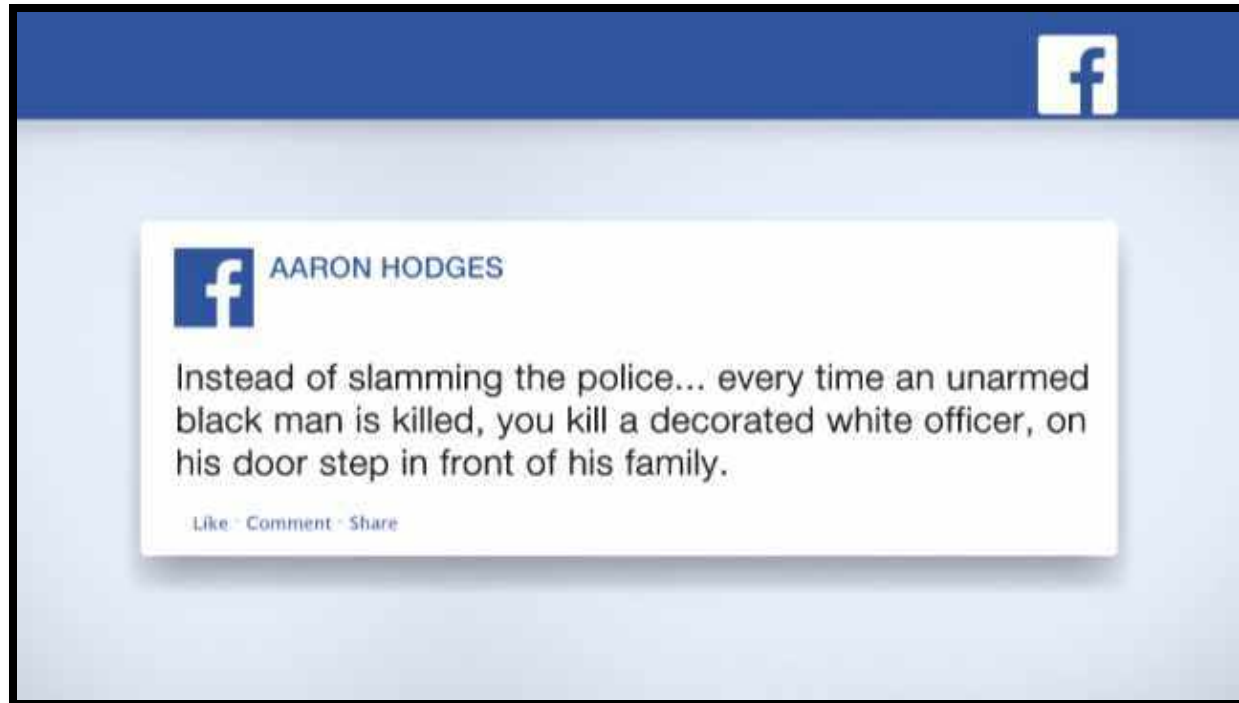 f
f
AARON HODGES
Instead of slamming the police... every time an unarmed
black man is killed, you kill a decorated white officer, on
his door step in front of his family.
Like · Comment · Share